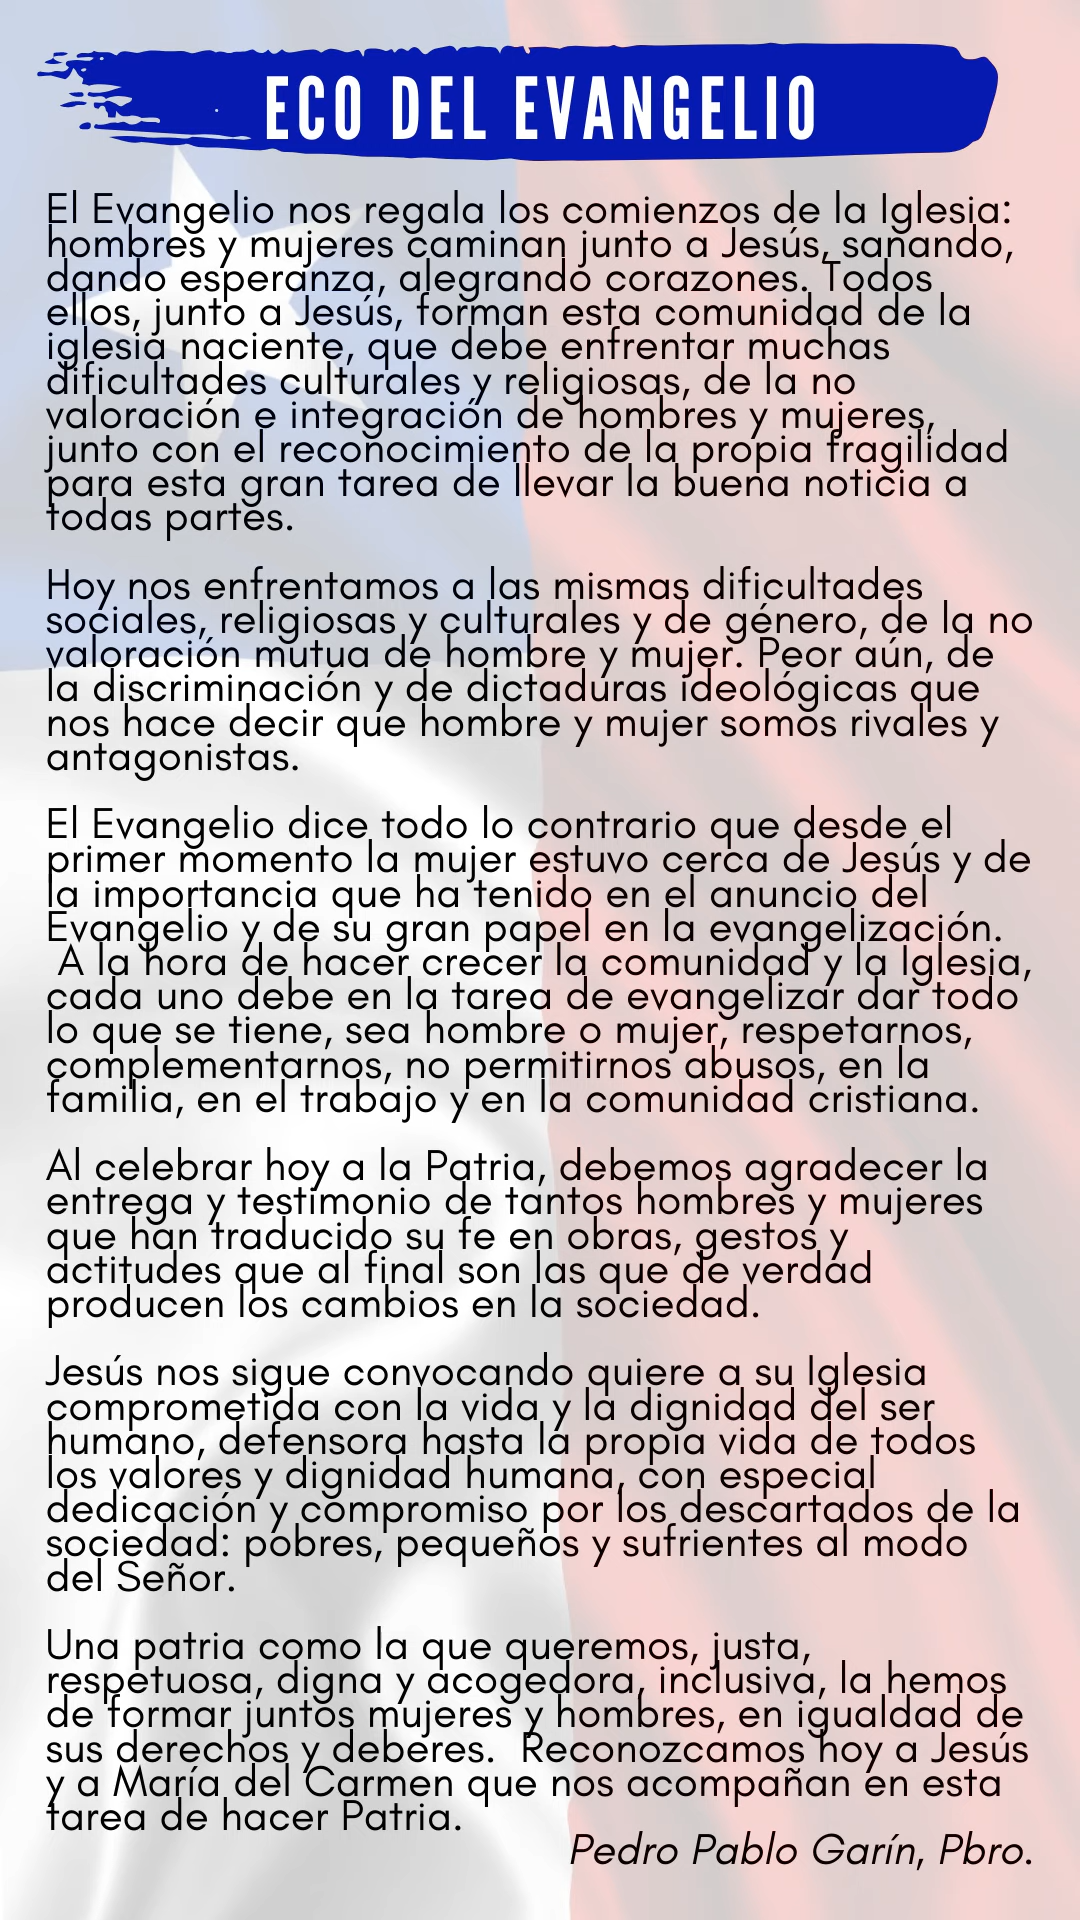 ECO DEL EVANGELIO
El Evangelio nos regala los comienzos de la Iglesia:
hombres y mujeres caminan junto a Jesús, sanando,
dando esperanza, alegrando corazones. Todos
ellos, junto a Jesús, forman esta comunidad de la
iglesia naciente, que debe enfrentar muchas
dificultades culturales y religiosas, de la no
valoración e integración de hombres y mujeres,
junto con el reconocimiento de la propia fragilidad
para esta gran tarea de llevar la buena noticia a
todas partes.
Hoy nos enfrentamos a las mismas dificultades
sociales, religiosas y culturales y de género, de la no
valoración mutua de hombre y mujer. Peor aún, de
la discriminación y de dictaduras ideológicas que
nos hace decir que hombre y mujer somos rivales y
antagonistas.
El Evangelio dice todo lo contrario que desde el
primer momento la mujer estuvo cerca de Jesús y de
la importancia que ha tenido en el anuncio del
Evangelio y de su gran papel en la evangelización.
A la hora de hacer crecer la comunidad y la Iglesia,
cada uno debe en la tarea de evangelizar dar todo
lo que se tiene, sea hombre o mujer, respetarnos,
complementarnos, no permitirnos abusos, en la
familia, en el trabajo y en la comunidad cristiana.
Al celebrar hoy a la Patria, debemos agradecer la
entrega y testimonio de tantos hombres y mujeres
que han traducido su fe en obras, gestos y
actitudes que al final son las que de verdad
producen los cambios en la sociedad.
Jesús nos sigue convocando quiere a su Iglesia
comprometida con la vida y la dignidad del ser
humano, defensora hasta la propia vida de todos
los valores y dignidad humana, con especial
dedicación y compromiso por los descartados de la
sociedad: pobres, pequeños y sufrientes al modo
del Señor.
Una patria como la que queremos, justa,
respetuosa, digna y acogedora, inclusiva, la hemos
de formar juntos mujeres y hombres, en igualdad de
sus derechos y deberes.  Reconozcamos hoy a Jesús
y a María del Carmen que nos acompañan en esta
tarea de hacer Patria.
Pedro Pablo Garín, Pbro.